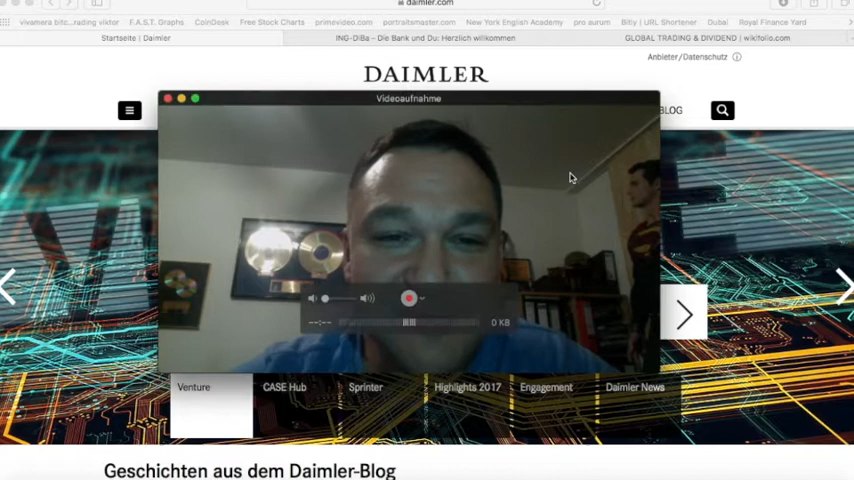 daimler.com
vivamera bitc...rading viktor F.A.S.T. Graphs CoinDesk Free Stock Charts primevideo.com portraitsmaster.com New York English Academy pro aurum Bitly | URL Shortener Dubai Royal Finance Yard
Startseite | Daimler ING-DiBa – Die Bank und Du: Herzlich willkommen GLOBAL TRADING & DIVIDEND | wikifolio.com
Anbieter/Datenschutz
DAIMLER
Videoaufnahme
BLOG
--:-- 0 KB
Venture CASE Hub Sprinter Highlights 2017 Engagement Daimler News
Geschichten aus dem Daimler-Blog